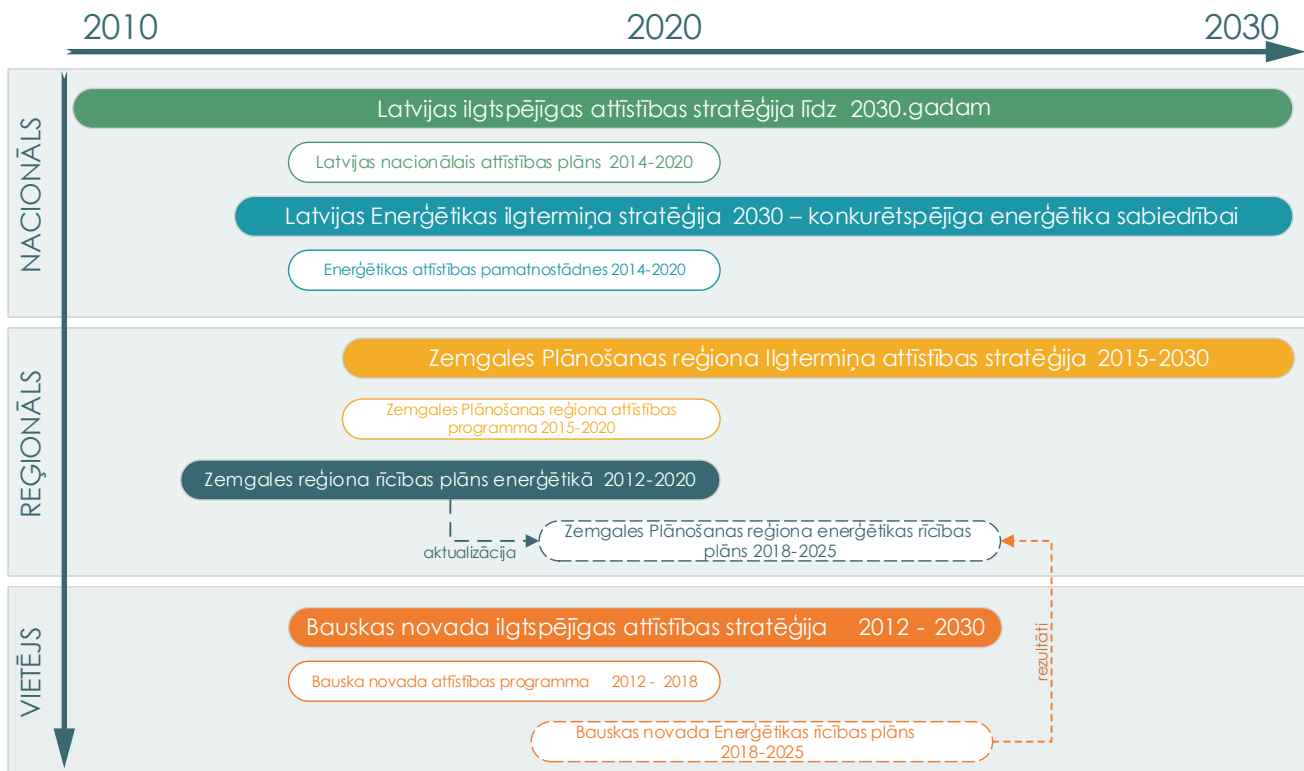 2010 2020 2030
NACIONĀLS
Latvijas ilgtspējīgas attīstības stratēģija līdz 2030.gadam
Latvijas nacionālais attīstības plāns 2014-2020
Latvijas Enerģētikas ilgtermiņa stratēģija 2030 – konkurētspējīga enerģētika sabiedrībai
Enerģētikas attīstības pamatnostādnes 2014-2020
REĢIONĀLS
Zemgales Plānošanas reģiona Ilgtermiņa attīstības stratēģija 2015-2030
Zemgales Plānošanas reģiona attīstības
programma 2015-2020
Zemgales reģiona rīcības plāns enerģētikā 2012-2020
aktualizācija
Zemgales Plānošanas reģiona enerģētikas rīcības
plāns 2018-2025
VIETĒJS
Bauskas novada ilgtspējīgas attīstības stratēģija 2012 - 2030
Bauska novada attīstības programma 2012 - 2018
rezultāti
Bauskas novada Enerģētikas rīcības plāns
2018-2025